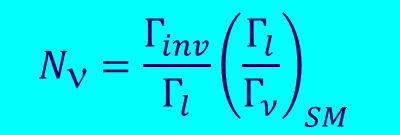 N_ν = Γ_inv / Γ_l (Γ_l / Γ_ν)_SM